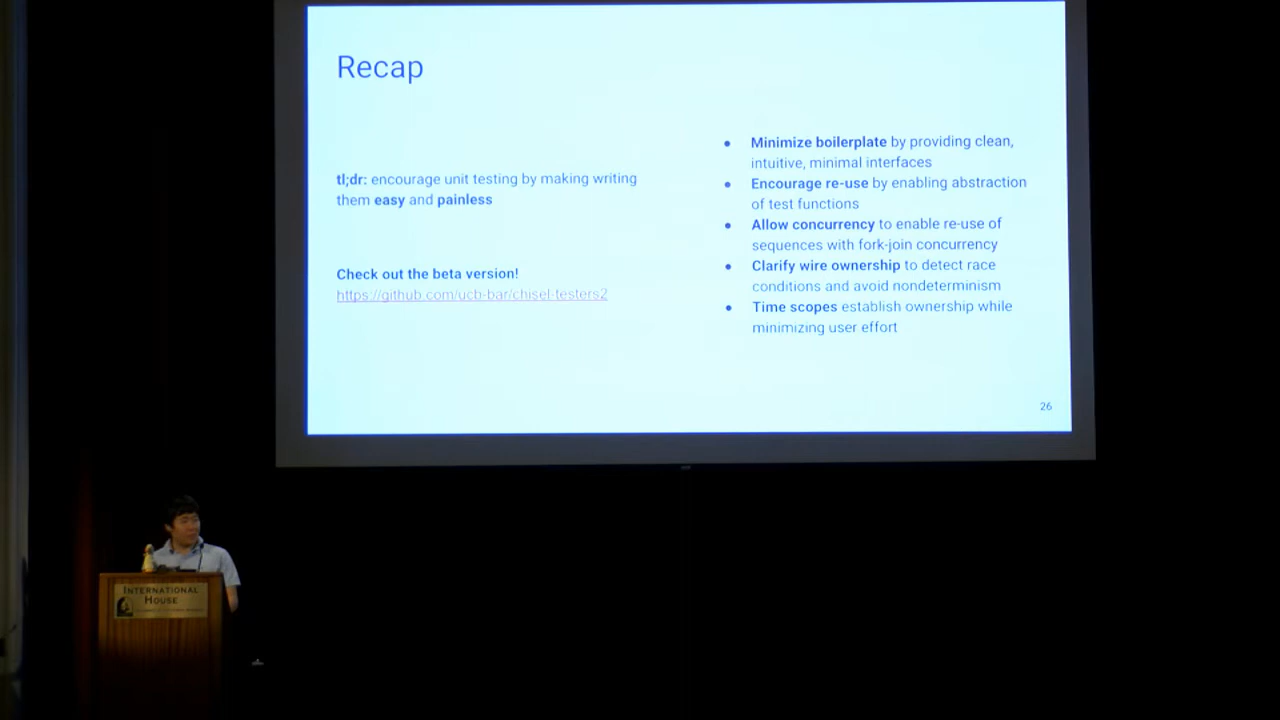 Recap
tl;dr: encourage unit testing by making writing
them easy and painless
Check out the beta version!
https://github.com/ucb-bar/chisel-testers2
● Minimize boilerplate by providing clean,
intuitive, minimal interfaces
● Encourage re-use by enabling abstraction
of test functions
● Allow concurrency to enable re-use of
sequences with fork-join concurrency
● Clarify wire ownership to detect race
conditions and avoid nondeterminism
● Time scopes establish ownership while
minimizing user effort
26
INTERNATIONAL
HOUSE